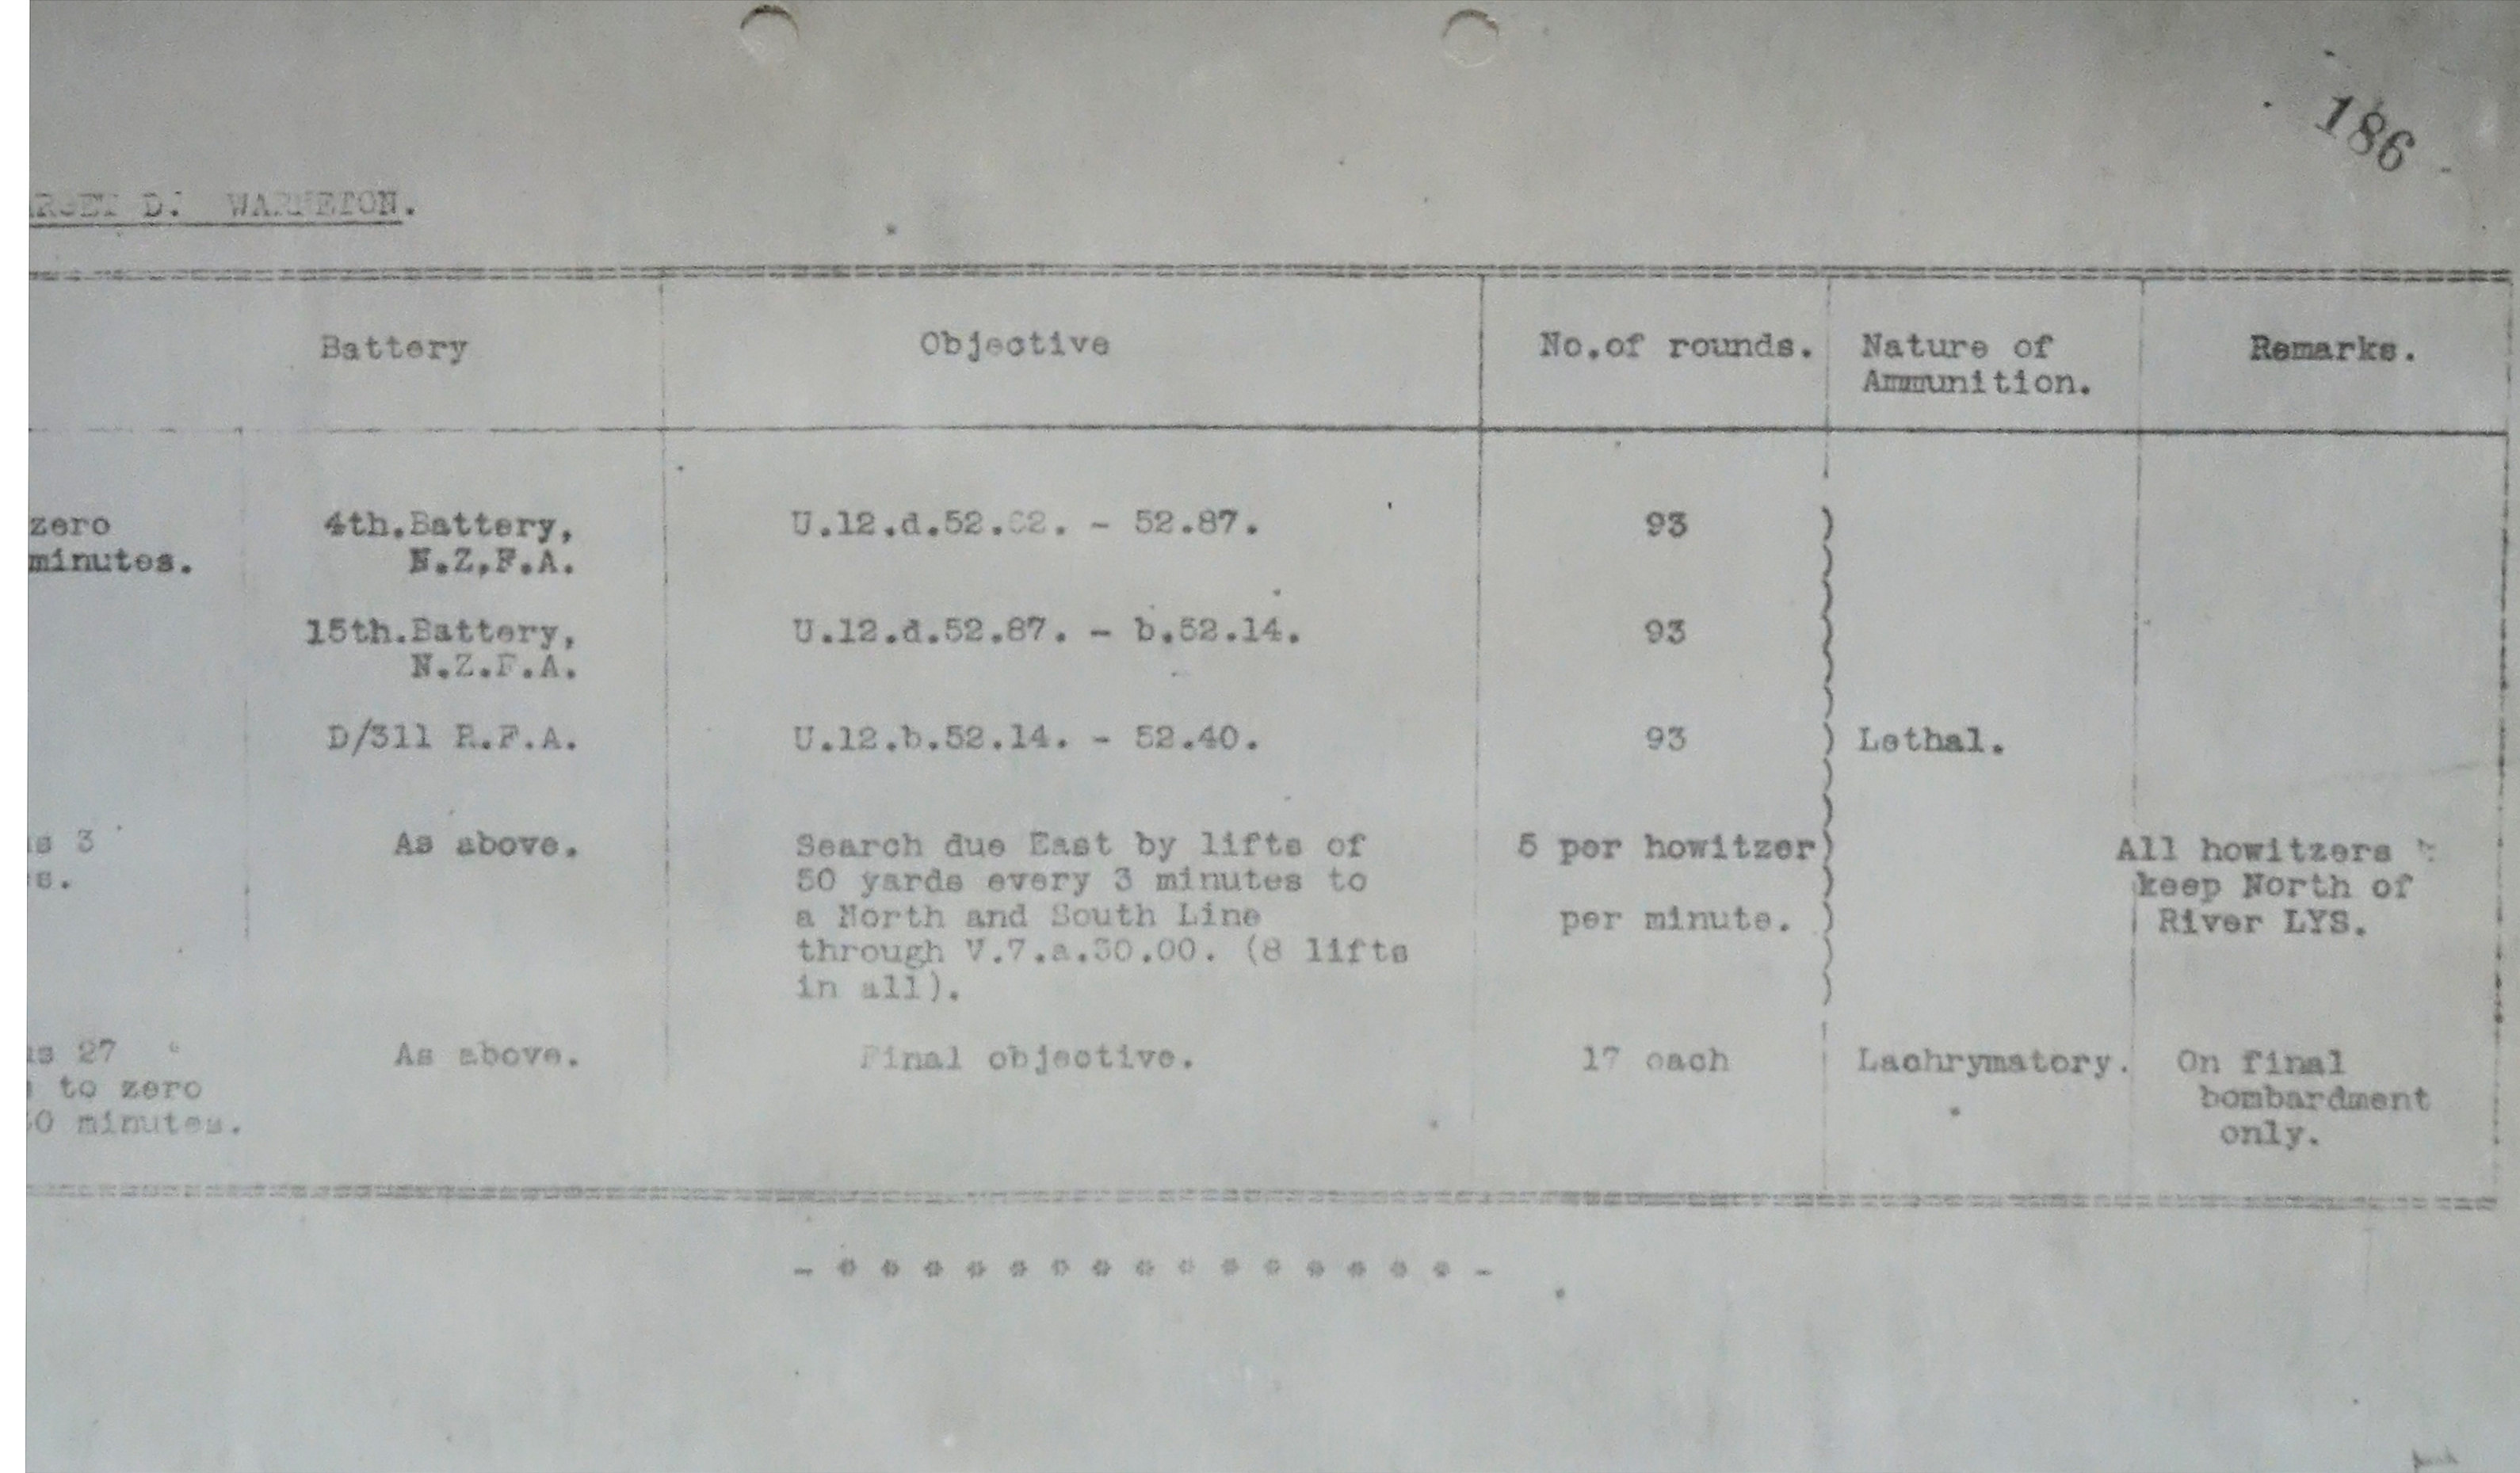 186
D. WARNETON.
Battery Objective No.of rounds. Nature of Remarks.
Ammunition.
zero 4th.Battery, U.12.d.52. - 52.87. 93
minutes. N.Z.F.A.
15th.Battery, U.12.d.52.87. - b.52.14. 93
N.Z.F.A.
D/311 R.F.A. U.12.b.52.14. - 52.40. 93 ) Lethal.
3 As above. Search due East by lifts of 5 per howitzer) All howitzers
50 yards every 3 minutes to keep North of
a North and South Line per minute. ) River LYS.
through V.7.a.30.00. (8 lifts
in all).
27 As above. Final objective. 17 each Lachrymatory. On final
to zero bombardment
minutes. only.